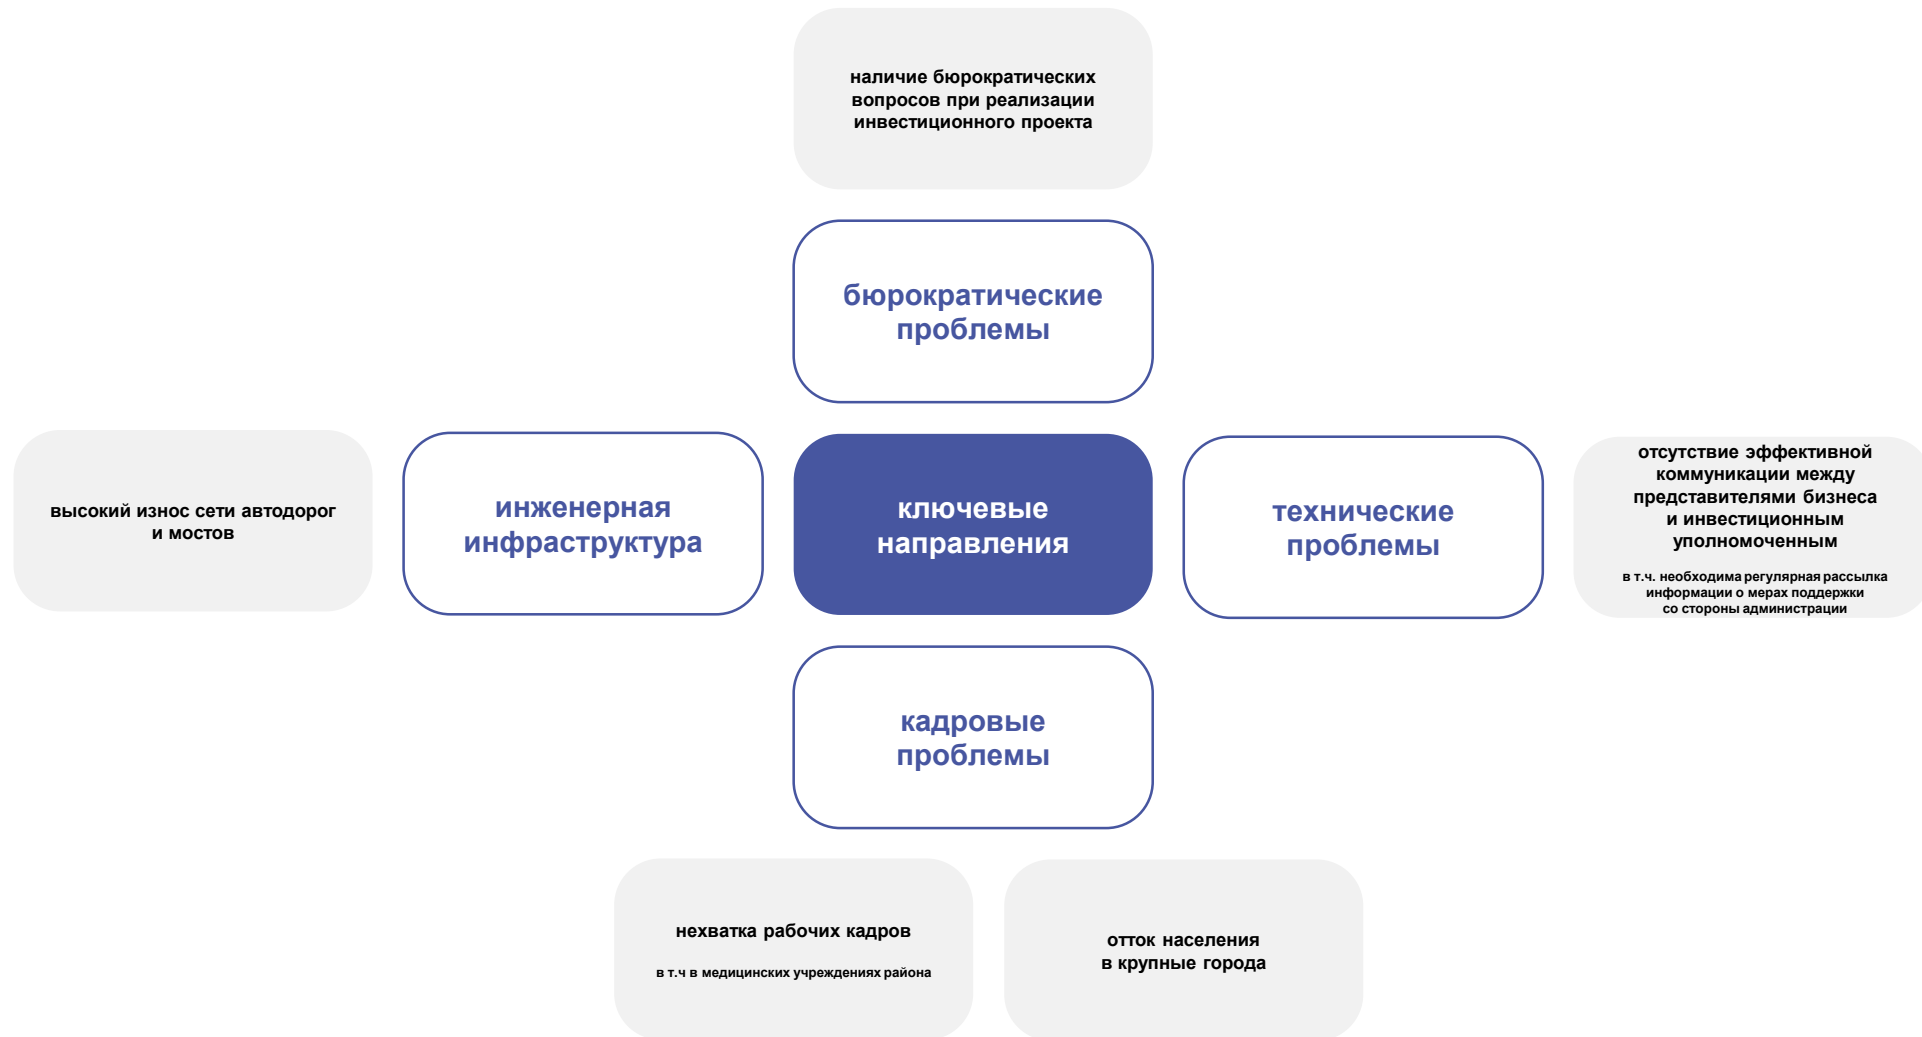 наличие бюрократических
вопросов при реализации
инвестиционного проекта
бюрократические
проблемы
высокий износ сети автодорог
и мостов
инженерная
инфраструктура
ключевые
направления
технические
проблемы
отсутствие эффективной
коммуникации между
представителями бизнеса
и инвестиционным
уполномоченным
в т.ч. необходима регулярная рассылка
информации о мерах поддержки
со стороны администрации
кадровые
проблемы
нехватка рабочих кадров
в т.ч в медицинских учреждениях района
отток населения
в крупные города